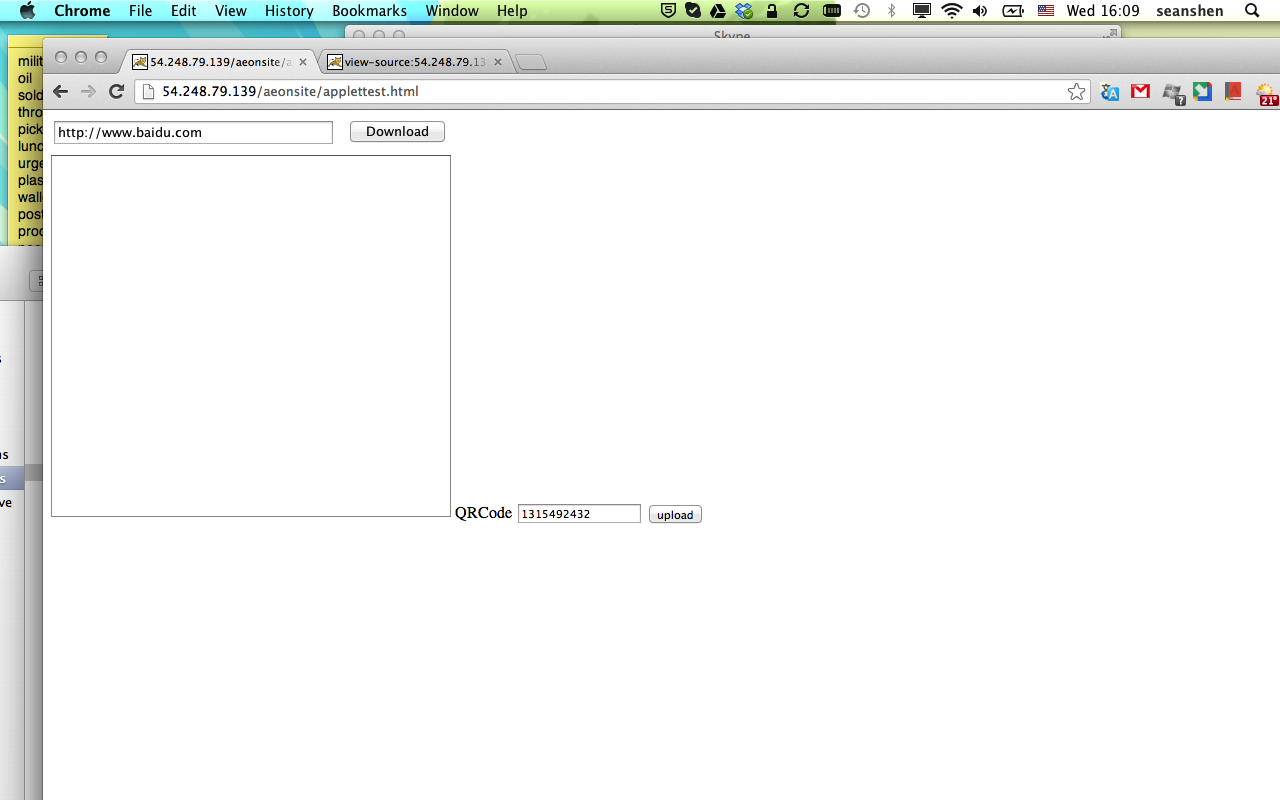 Chrome File Edit View History Bookmarks Window Help Wed 16:09 seanshen
Skype
54.248.79.139/aeonsite/a view-source:54.248.79.13
54.248.79.139/aeonsite/applettest.html
21°
http://www.baidu.com Download
milit
oil
sold
thro
pick
lunc
urge
plas
wall
post
proc
s
ns
s
ve
QRCode 1315492432 upload